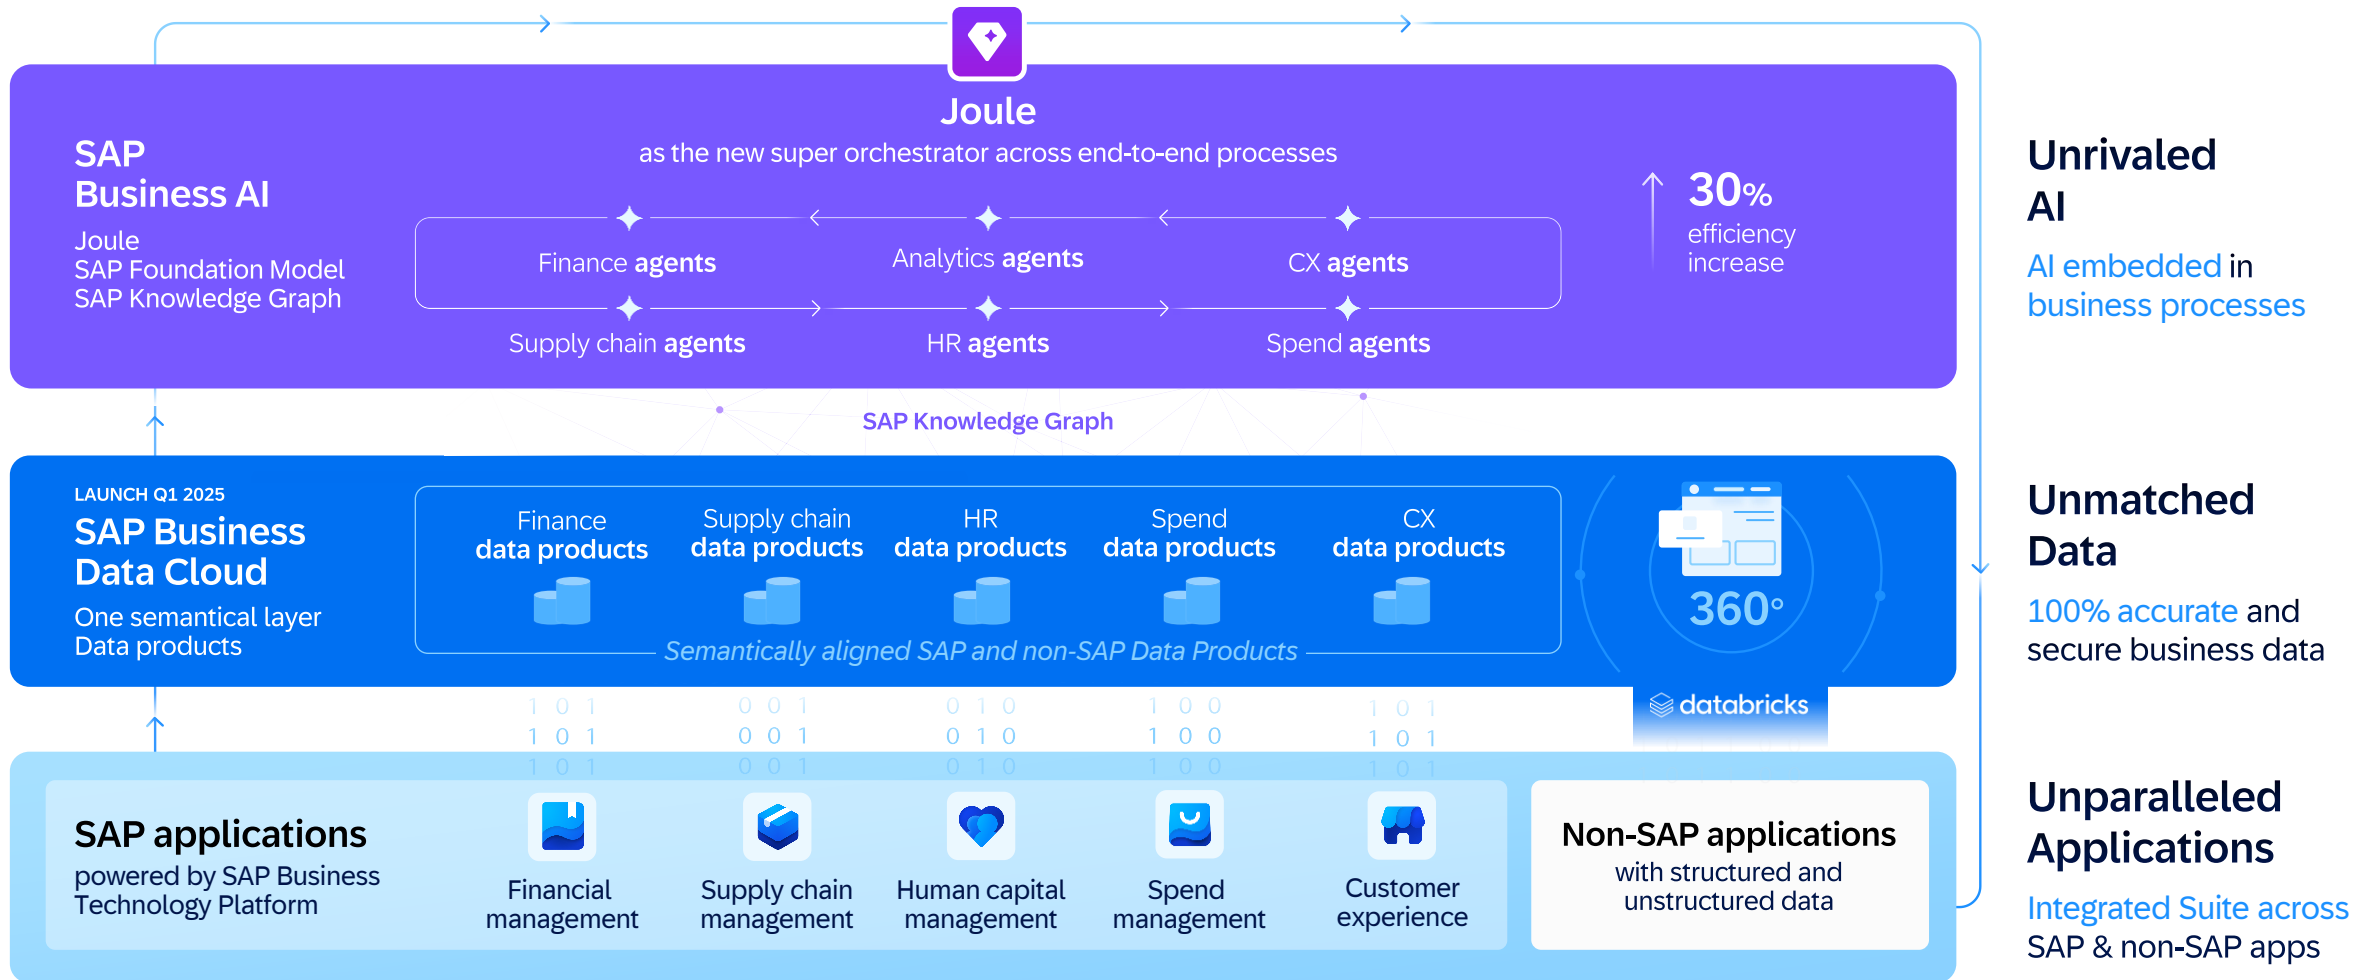 Joule
as the new super orchestrator across end-to-end processes
SAP
Business AI
Joule
SAP Foundation Model
SAP Knowledge Graph
Finance agents
Analytics agents
CX agents
Supply chain agents
HR agents
Spend agents
30%
efficiency
increase
Unrivaled
AI
AI embedded in
business processes
SAP Knowledge Graph
LAUNCH Q1 2025
SAP Business
Data Cloud
One semantical layer
Data products
Finance
data products
Supply chain
data products
HR
data products
Spend
data products
CX
data products
Semantically aligned SAP and non-SAP Data Products
360°
databricks
Unmatched
Data
100% accurate and
secure business data
1 0 1
1 0 1
1 0 1
0 0 1
0 0 1
0 0 1
0 1 0
0 1 0
0 1 0
1 0 0
1 0 0
1 0 0
1 0 1
1 0 1
1 0 1
SAP applications
powered by SAP Business
Technology Platform
Financial
management
Supply chain
management
Human capital
management
Spend
management
Customer
experience
Non-SAP applications
with structured and
unstructured data
Unparalleled
Applications
Integrated Suite across
SAP & non-SAP apps